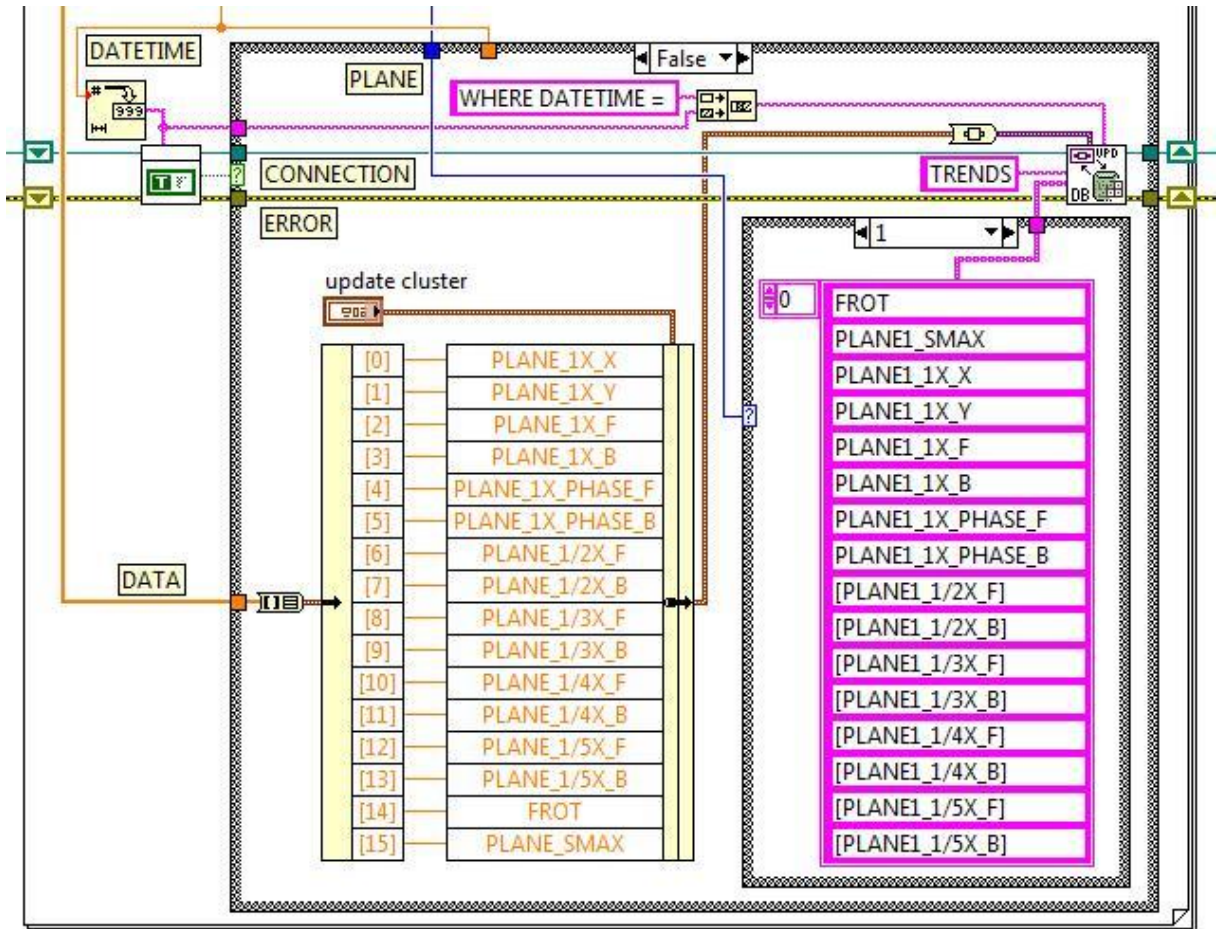 DATETIME
# 999
False
PLANE
WHERE DATETIME =
T
?
CONNECTION
TRENDS
UPD
DB
ERROR
1
update cluster
0
FROT
PLANE1_SMAX
PLANE1_1X_X
PLANE1_1X_Y
PLANE1_1X_F
PLANE1_1X_B
PLANE1_1X_PHASE_F
PLANE1_1X_PHASE_B
[PLANE1_1/2X_F]
[PLANE1_1/2X_B]
[PLANE1_1/3X_F]
[PLANE1_1/3X_B]
[PLANE1_1/4X_F]
[PLANE1_1/4X_B]
[PLANE1_1/5X_F]
[PLANE1_1/5X_B]
?
[0] PLANE_1X_X
[1] PLANE_1X_Y
[2] PLANE_1X_F
[3] PLANE_1X_B
[4] PLANE_1X_PHASE_F
[5] PLANE_1X_PHASE_B
[6] PLANE_1/2X_F
[7] PLANE_1/2X_B
[8] PLANE_1/3X_F
[9] PLANE_1/3X_B
[10] PLANE_1/4X_F
[11] PLANE_1/4X_B
[12] PLANE_1/5X_F
[13] PLANE_1/5X_B
[14] FROT
[15] PLANE_SMAX
DATA